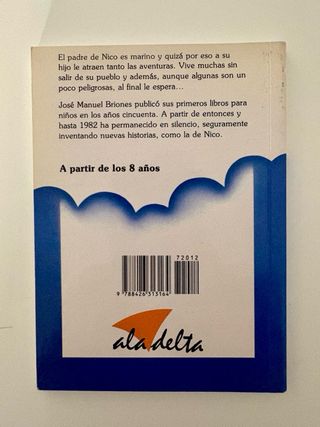 El padre de Nico es marino y quizá por eso a su
hijo le atraen tanto las aventuras. Vive muchas sin
salir de su pueblo y además, aunque algunas son un
poco peligrosas, al final le espera…
José Manuel Briones publicó sus primeros libros para
niños en los años cincuenta. A partir de entonces y
hasta 1982 ha permanecido en silencio, seguramente
inventando nuevas historias, como la de Nico.
A partir de los 8 años
72012
9 788426 313164
ala delta